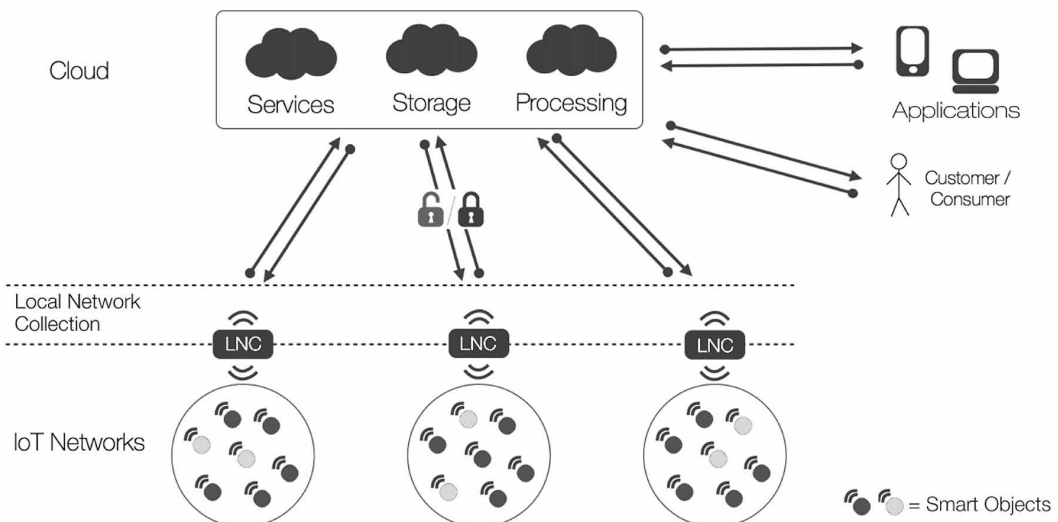 Cloud
Services
Storage
Processing
Applications
Customer /
Consumer
Local Network
Collection
LNC
LNC
LNC
IoT Networks
= Smart Objects